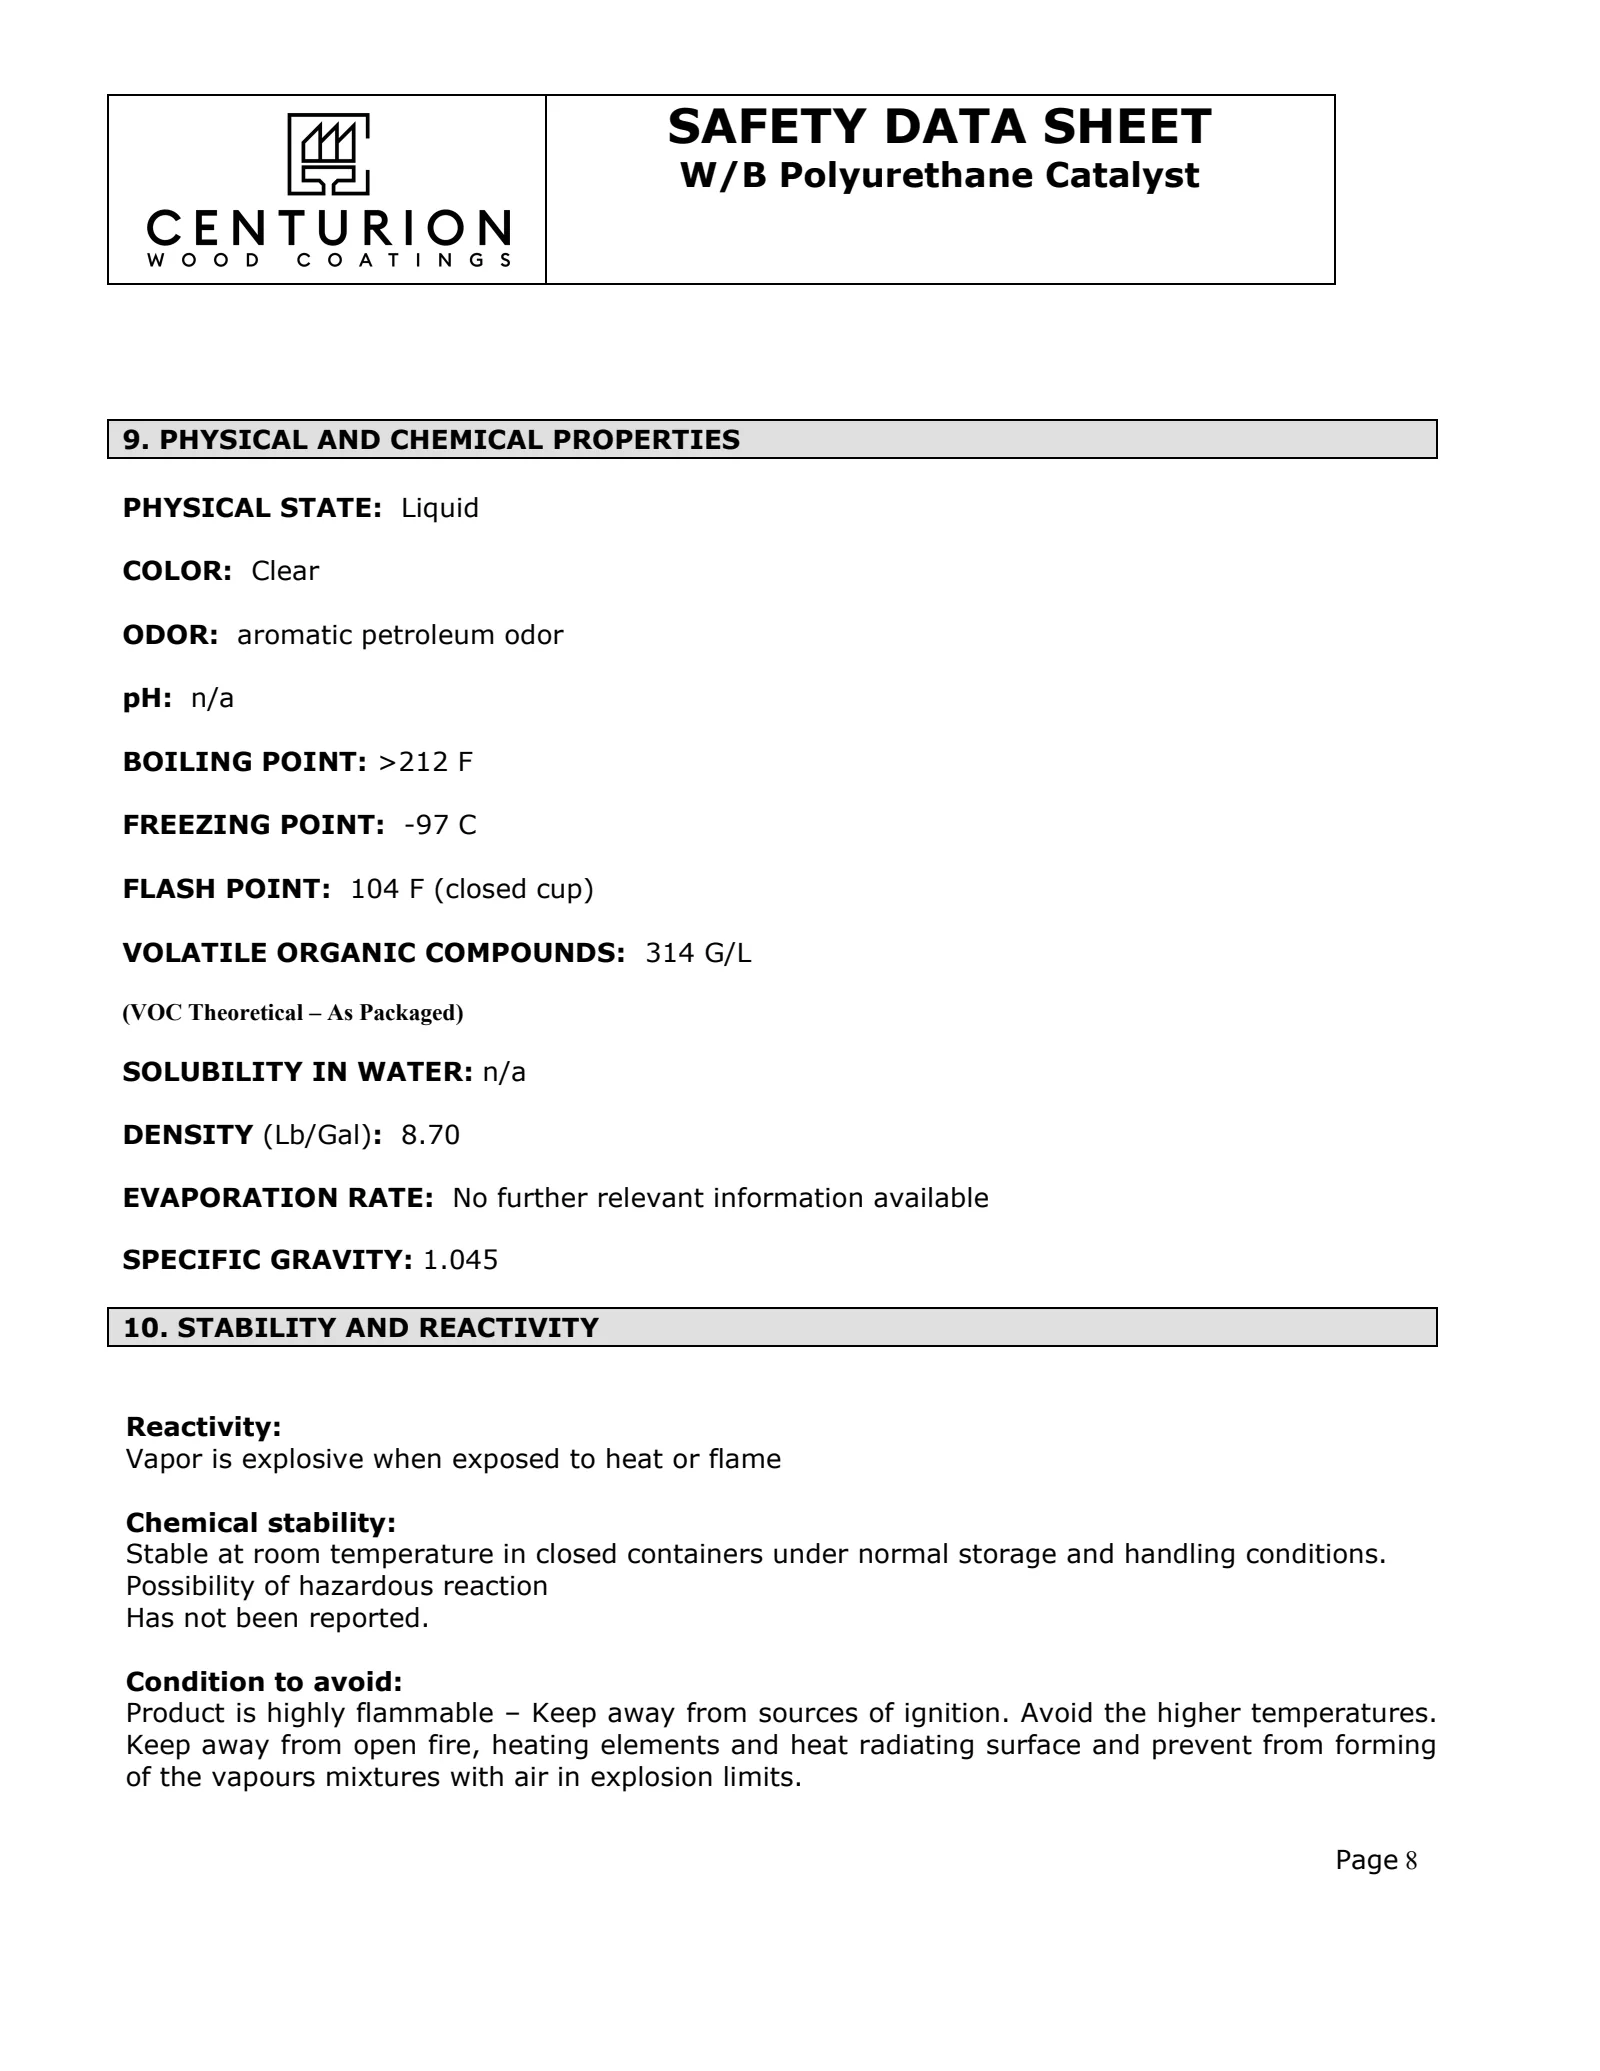 CENTURION
WOOD COATINGS
SAFETY DATA SHEET
W/B Polyurethane Catalyst
9. PHYSICAL AND CHEMICAL PROPERTIES
PHYSICAL STATE: Liquid
COLOR: Clear
ODOR: aromatic petroleum odor
pH: n/a
BOILING POINT: >212 F
FREEZING POINT: -97 C
FLASH POINT: 104 F (closed cup)
VOLATILE ORGANIC COMPOUNDS: 314 G/L
(VOC Theoretical – As Packaged)
SOLUBILITY IN WATER: n/a
DENSITY (Lb/Gal): 8.70
EVAPORATION RATE: No further relevant information available
SPECIFIC GRAVITY: 1.045
10. STABILITY AND REACTIVITY
Reactivity:
Vapor is explosive when exposed to heat or flame
Chemical stability:
Stable at room temperature in closed containers under normal storage and handling conditions.
Possibility of hazardous reaction
Has not been reported.
Condition to avoid:
Product is highly flammable – Keep away from sources of ignition. Avoid the higher temperatures.
Keep away from open fire, heating elements and heat radiating surface and prevent from forming
of the vapours mixtures with air in explosion limits.
Page 8